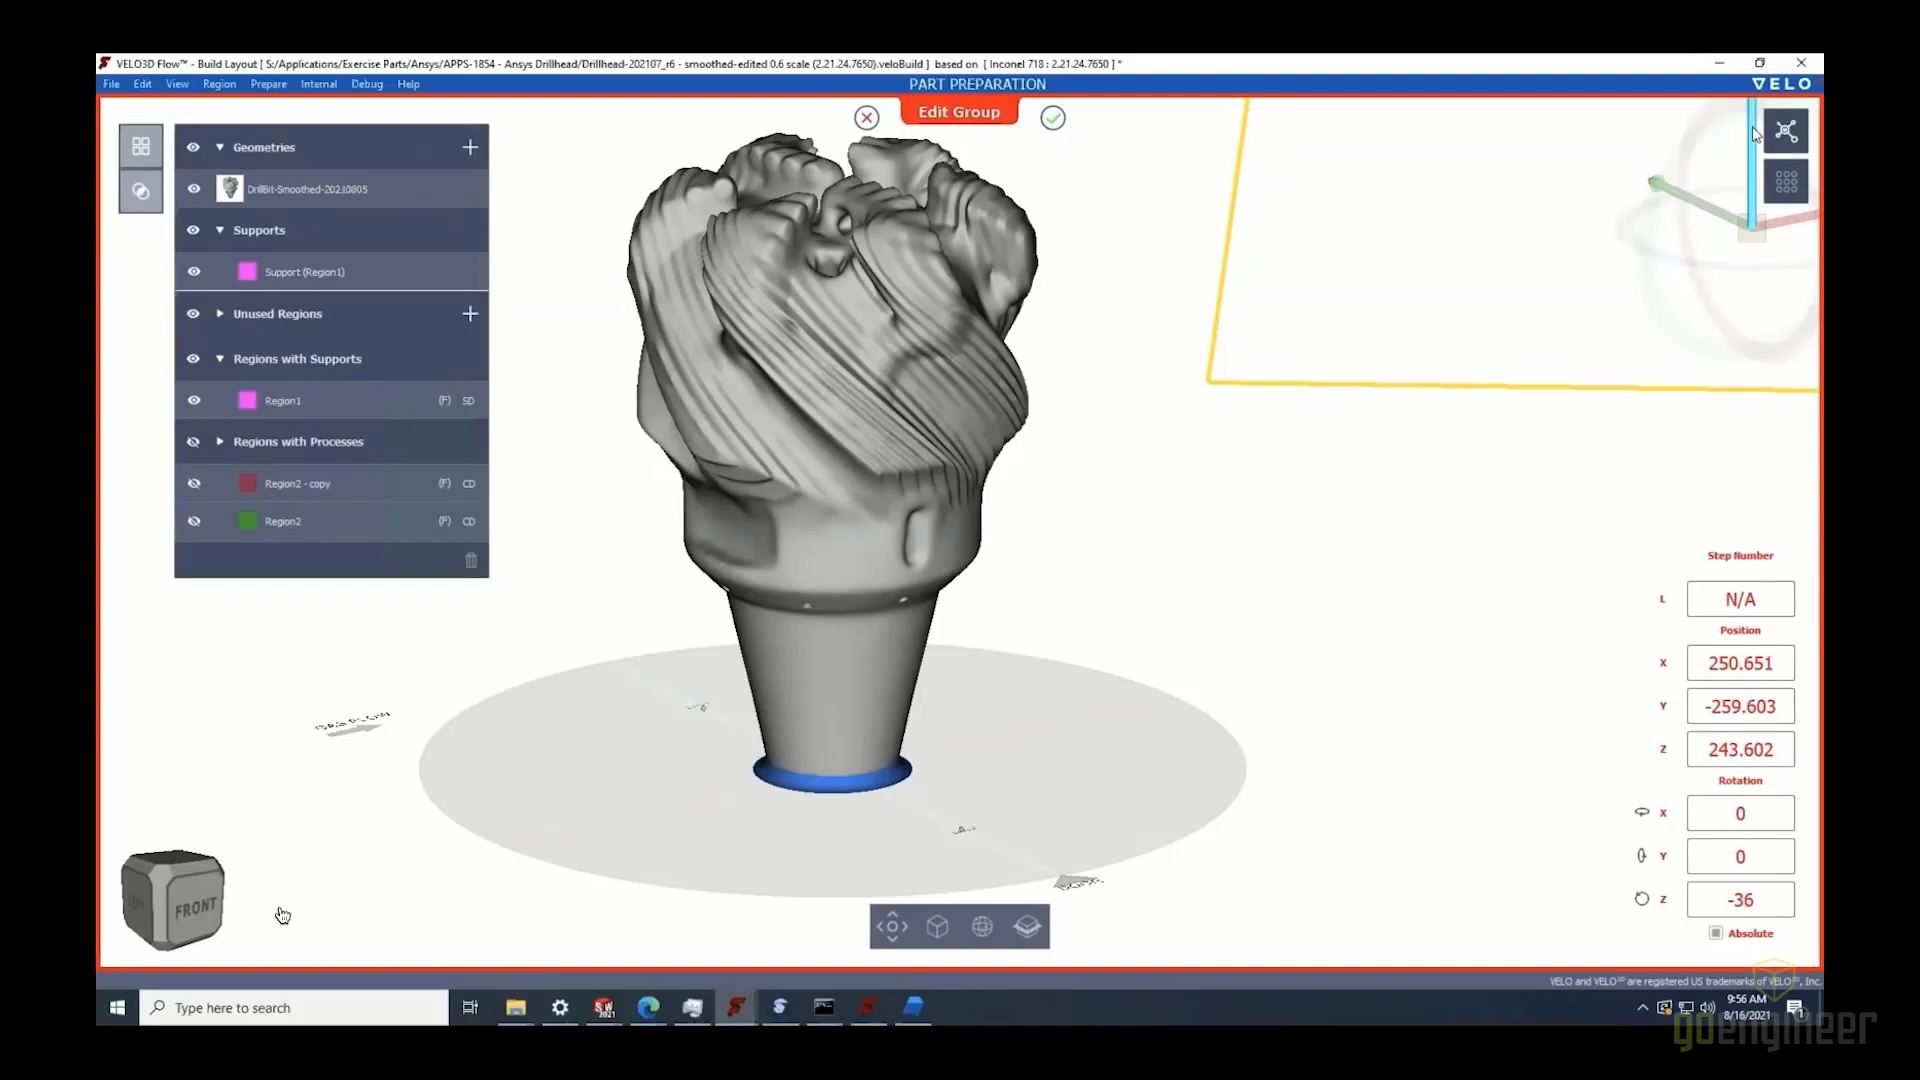 VELO3D Flow™ - Build Layout [ S:/Applications/Exercise Parts/Ansys/APPS-1854 - Ansys Drillhead/Drillhead-202107_r6 - smoothed-edited 0.6 scale (2.21.24.7650).veloBuild ] based on [ Inconel 718 : 2.21.24.7650 ] *
File Edit View Region Prepare Internal Debug Help
PART PREPARATION
VELO
Edit Group
Geometries
DrillBit-Smoothed-20210805
Supports
Support (Region1)
Unused Regions
Regions with Supports
Region1 (F) SD
Regions with Processes
Region2 - copy (F) CD
Region2 (F) CD
Step Number
L N/A
Position
X 250.651
Y -259.603
Z 243.602
Rotation
X 0
Y 0
Z -36
Absolute
LEFT
FRONT
VELO and VELO³ᴰ are registered US trademarks of VELO³ᴰ, Inc.
Type here to search
SW
2021
9:56 AM
8/16/2021
1
goengineer